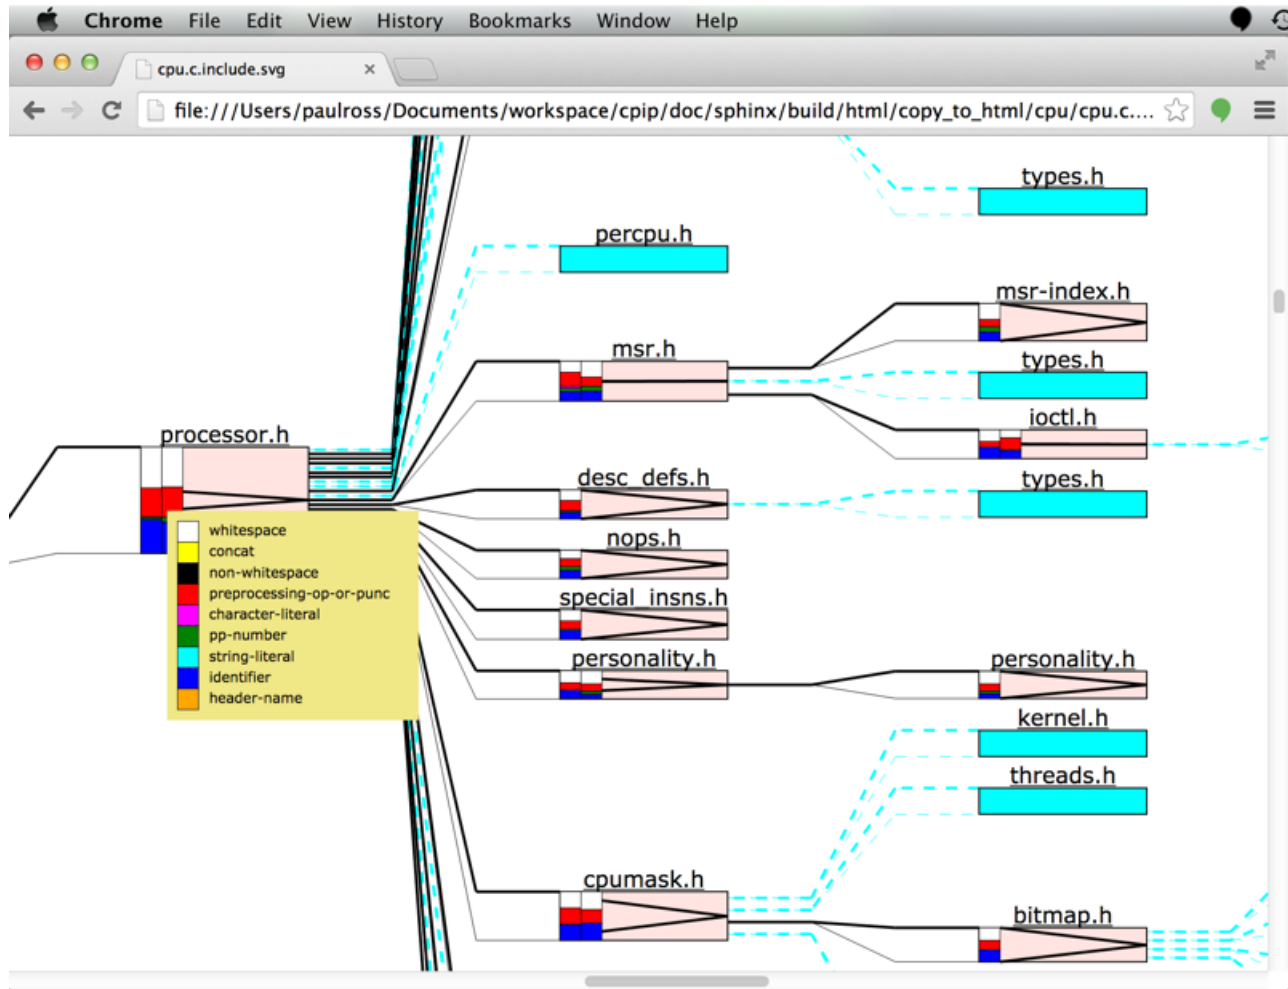 Chrome File Edit View History Bookmarks Window Help
cpu.c.include.svg
file:///Users/paulross/Documents/workspace/cpip/doc/sphinx/build/html/copy_to_html/cpu/cpu.c....
types.h
percpu.h
msr-index.h
msr.h
types.h
ioctl.h
processor.h
desc_defs.h
types.h
nops.h
special_insns.h
personality.h
personality.h
whitespace
concat
non-whitespace
preprocessing-op-or-punc
character-literal
pp-number
string-literal
identifier
header-name
kernel.h
threads.h
cpumask.h
bitmap.h